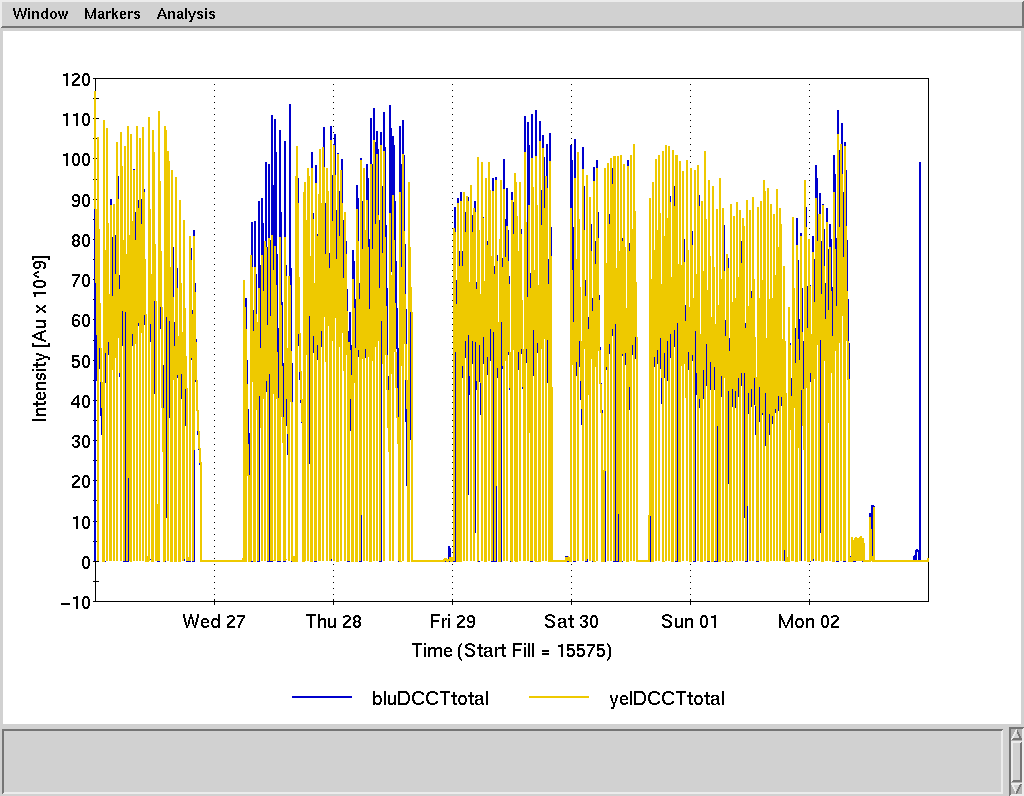 Window Markers Analysis
120
110
100
90
80
70
60
50
40
30
20
10
0
−10
Intensity [Au x 10^9]
Wed 27 Thu 28 Fri 29 Sat 30 Sun 01 Mon 02
Time (Start Fill = 15575)
bluDCCTtotal yelDCCTtotal